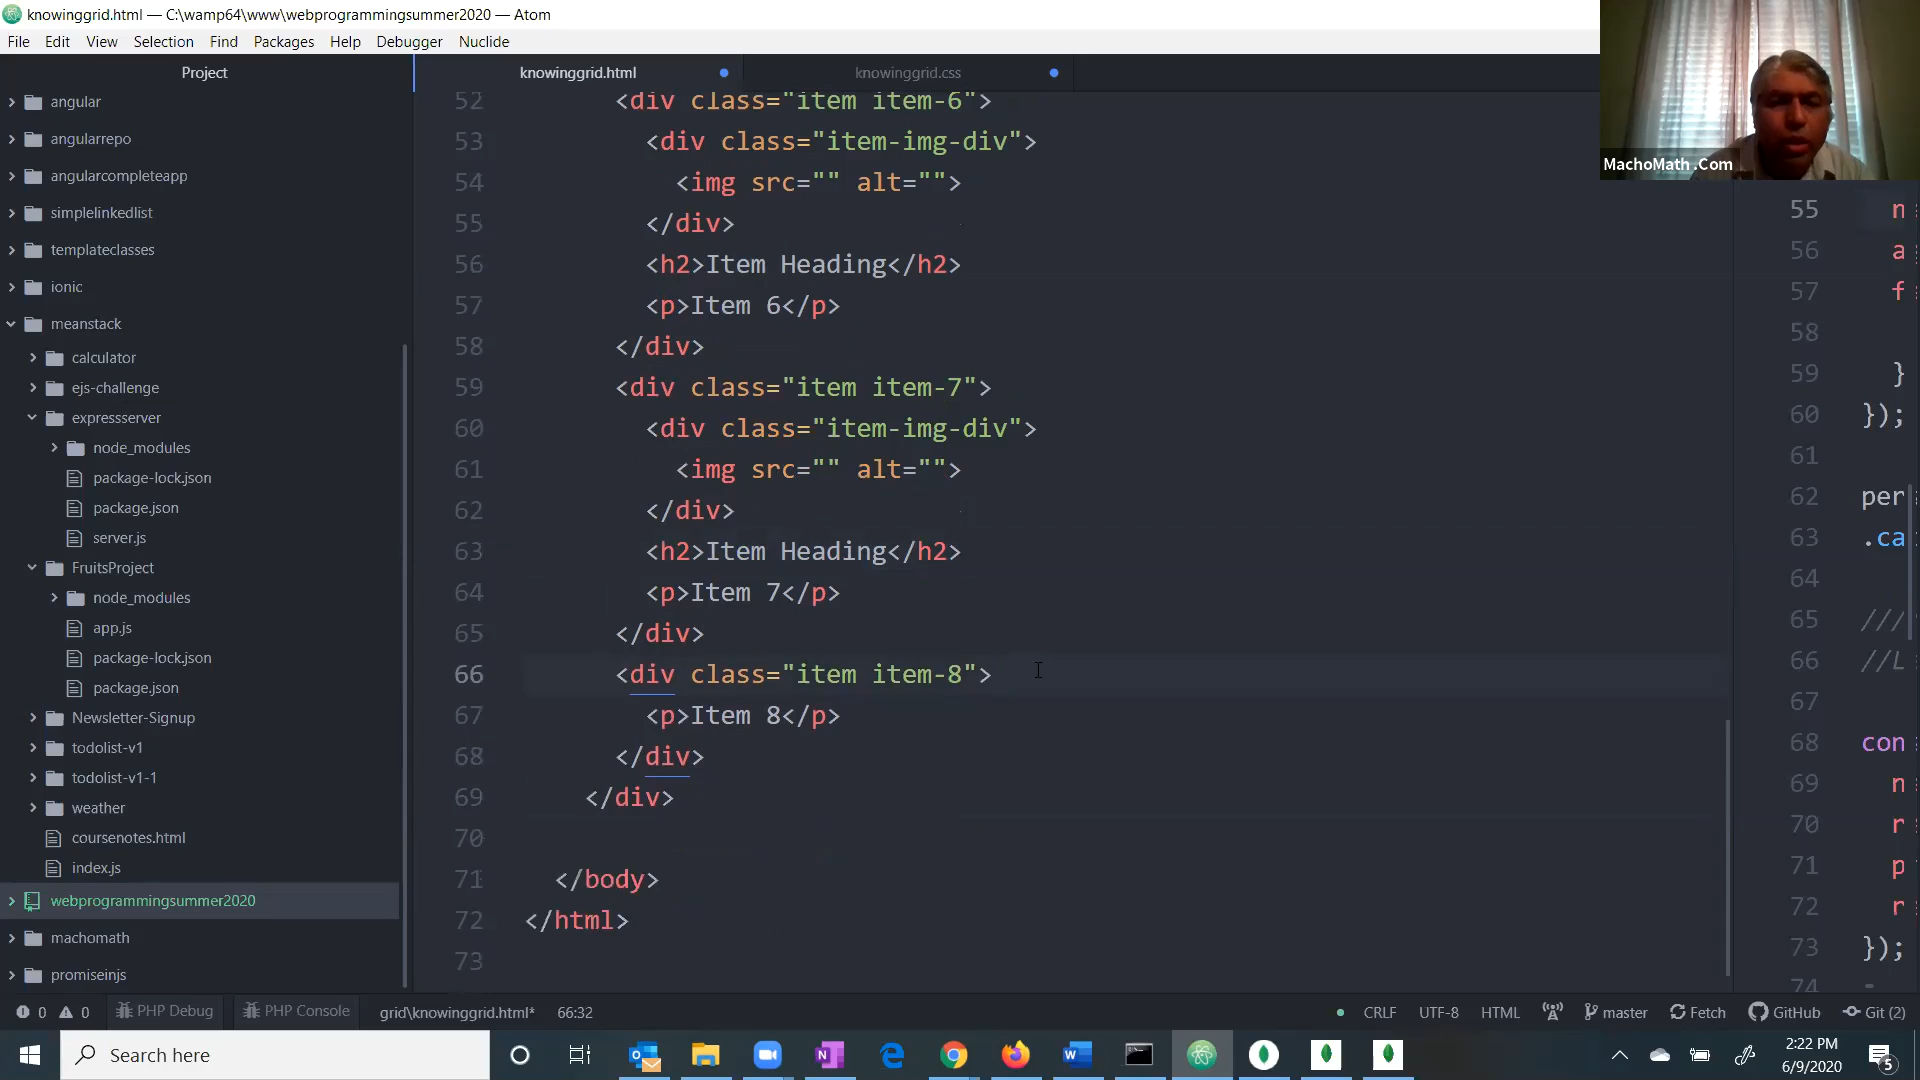 knowinggrid.html — C:\wamp64\www\webprogrammingsummer2020 — Atom
File Edit View Selection Find Packages Help Debugger Nuclide
Project
angular
angularrepo
angularcompleteapp
simplelinkedlist
templateclasses
ionic
meanstack
calculator
ejs-challenge
expressserver
node_modules
package-lock.json
package.json
server.js
FruitsProject
node_modules
app.js
package-lock.json
package.json
Newsletter-Signup
todolist-v1
todolist-v1-1
weather
coursenotes.html
index.js
webprogrammingsummer2020
machomath
promiseinjs
knowinggrid.html knowinggrid.css
52 <div class="item item-6">
53 <div class="item-img-div">
54 <img src="" alt="">
55 </div>
56 <h2>Item Heading</h2>
57 <p>Item 6</p>
58 </div>
59 <div class="item item-7">
60 <div class="item-img-div">
61 <img src="" alt="">
62 </div>
63 <h2>Item Heading</h2>
64 <p>Item 7</p>
65 </div>
66 <div class="item item-8">
67 <p>Item 8</p>
68 </div>
69 </div>
70
71 </body>
72 </html>
73
MachoMath .Com
55 n
56 a
57 f
58
59 }
60 });
61
62 per
63 .ca
64
65 ///
66 //L
67
68 con
69 n
70 r
71 p
72 r
73 });
74
0 0 PHP Debug PHP Console grid\knowinggrid.html* 66:32
CRLF UTF-8 HTML master Fetch GitHub Git (2)
Search here
2:22 PM
6/9/2020
5